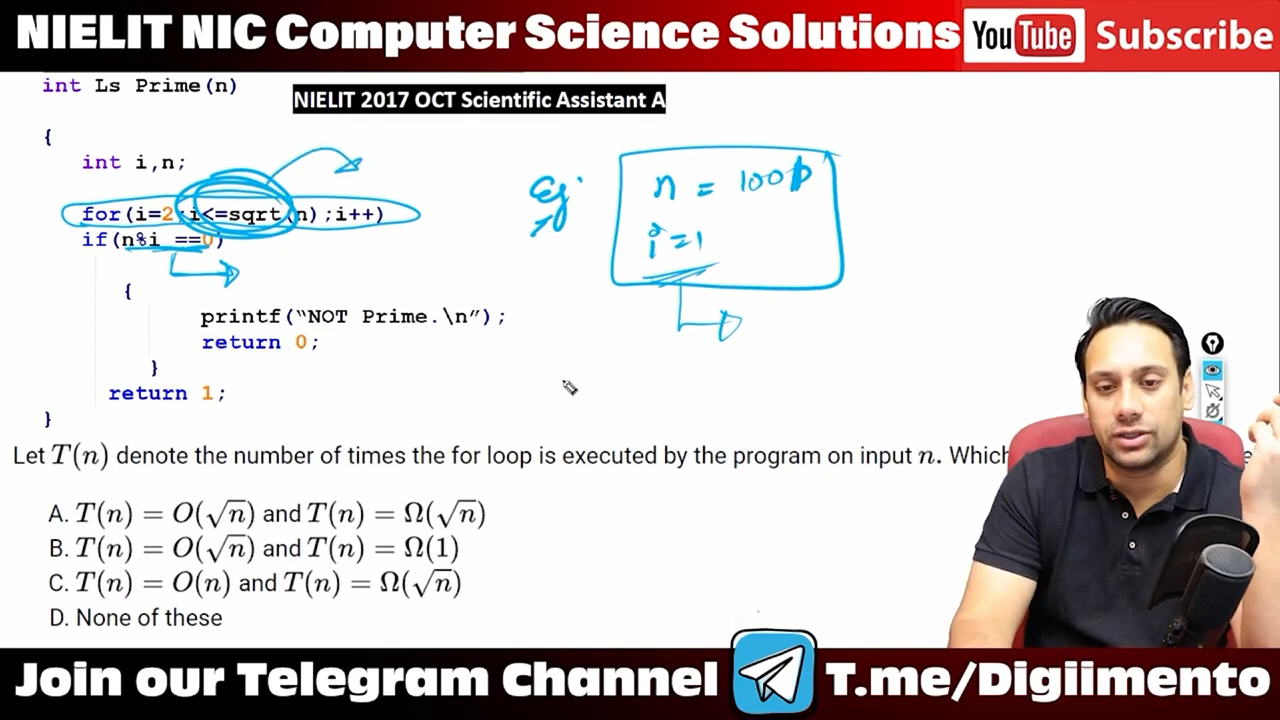 NIELIT NIC Computer Science Solutions YouTube Subscribe
int Ls Prime(n)
NIELIT 2017 OCT Scientific Assistant A
{
int i,n;
for(i=2;i<=sqrt(n);i++)
if(n%i ==0)
{
printf(“NOT Prime.\n”);
return 0;
}
return 1;
}
Eg:
n = 100
i=1
Let T(n) denote the number of times the for loop is executed by the program on input n. Which
A. T(n) = O(√n) and T(n) = Ω(√n)
B. T(n) = O(√n) and T(n) = Ω(1)
C. T(n) = O(n) and T(n) = Ω(√n)
D. None of these
Join our Telegram Channel T.me/Digiimento